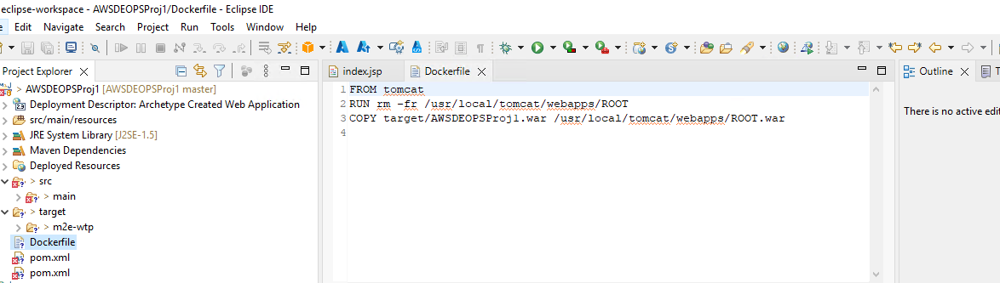 eclipse-workspace - AWSDEOPSProj1/Dockerfile - Eclipse IDE
Edit Navigate Search Project Run Tools Window Help
Project Explorer
> AWSDEOPSProj1 [AWSDEOPSProj1 master]
Deployment Descriptor: Archetype Created Web Application
src/main/resources
JRE System Library [J2SE-1.5]
Maven Dependencies
Deployed Resources
> src
> main
> target
> m2e-wtp
Dockerfile
pom.xml
pom.xml
index.jsp
Dockerfile
1 FROM tomcat
2 RUN rm -fr /usr/local/tomcat/webapps/ROOT
3 COPY target/AWSDEOPSProj1.war /usr/local/tomcat/webapps/ROOT.war
4
Outline
There is no active edit